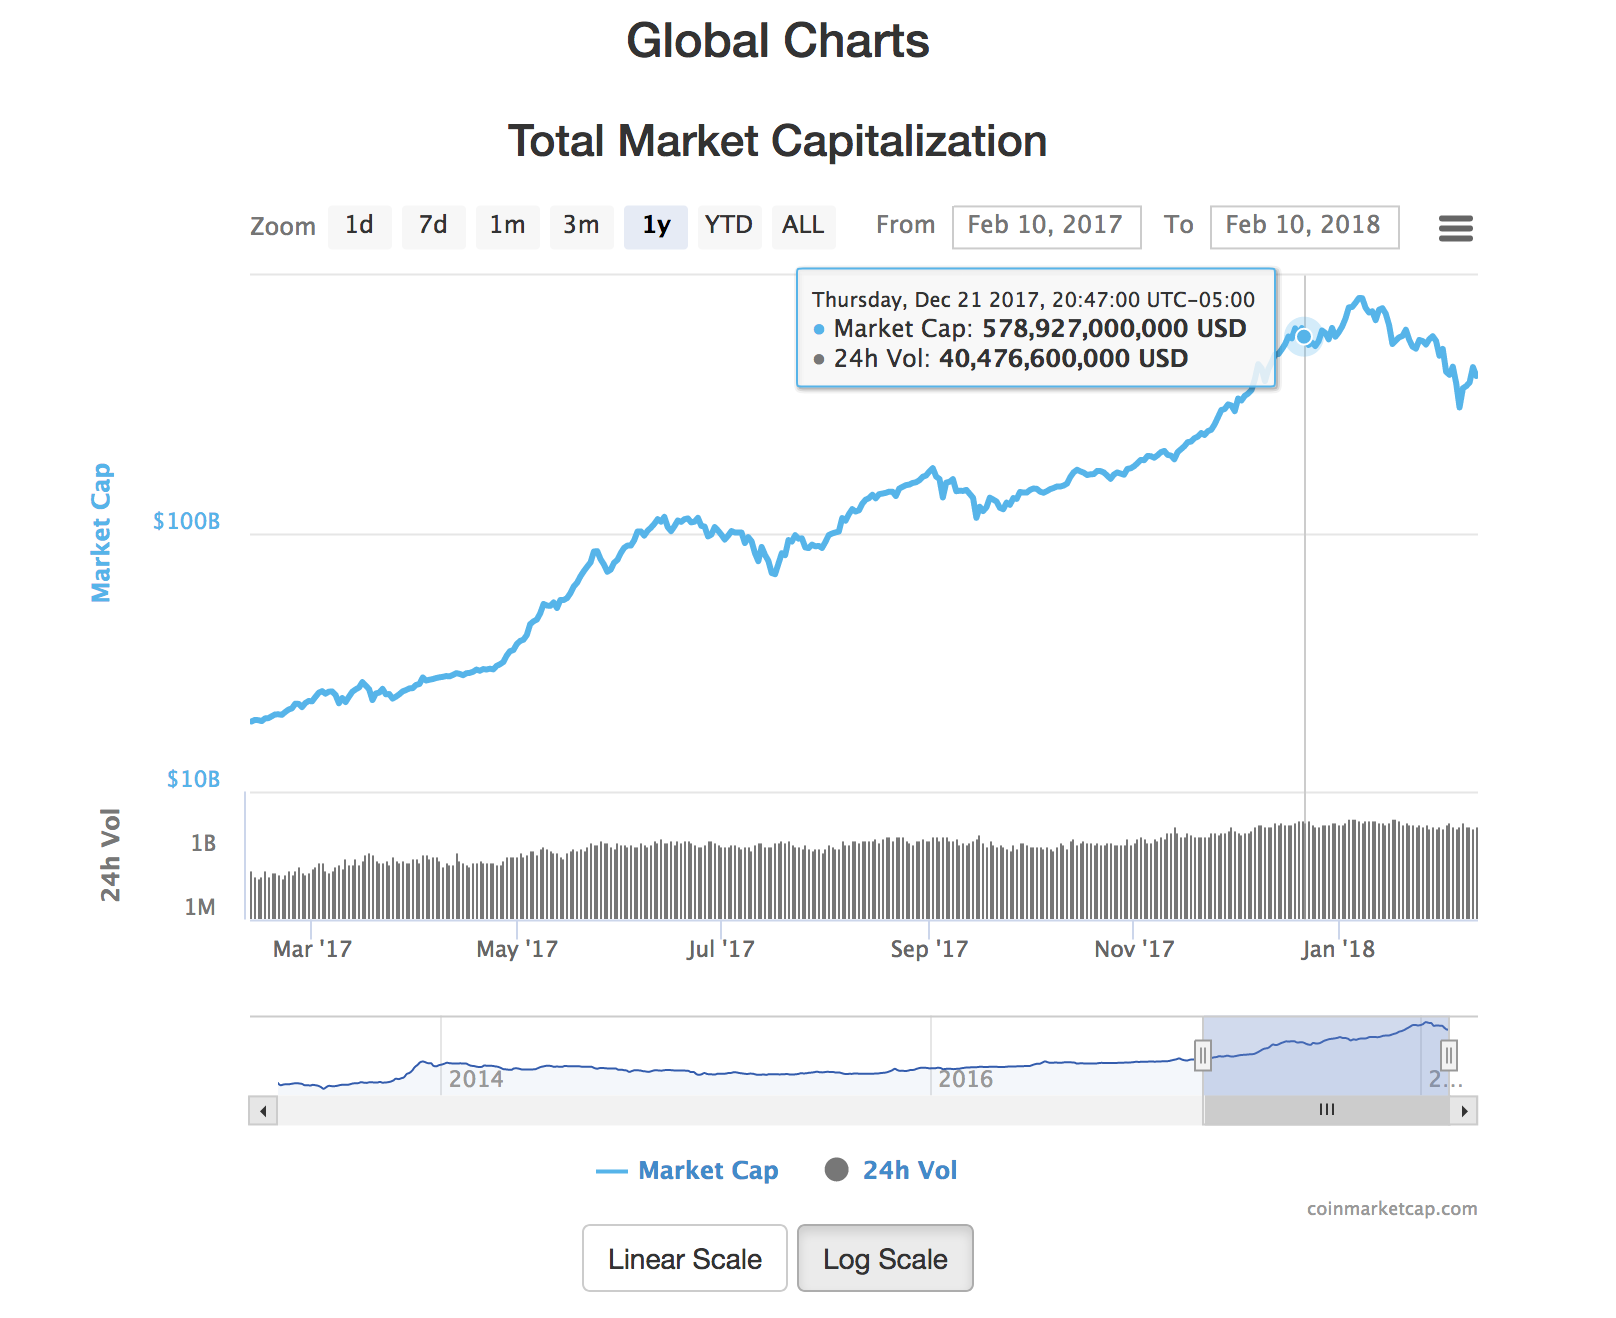 Global Charts
Total Market Capitalization
Zoom 1d 7d 1m 3m 1y YTD ALL From Feb 10, 2017 To Feb 10, 2018
Thursday, Dec 21 2017, 20:47:00 UTC-05:00
Market Cap: 578,927,000,000 USD
24h Vol: 40,476,600,000 USD
Market Cap
$100B
$10B
24h Vol
1B
1M
Mar '17 May '17 Jul '17 Sep '17 Nov '17 Jan '18
2014 2016 2...
Market Cap 24h Vol
coinmarketcap.com
Linear Scale Log Scale